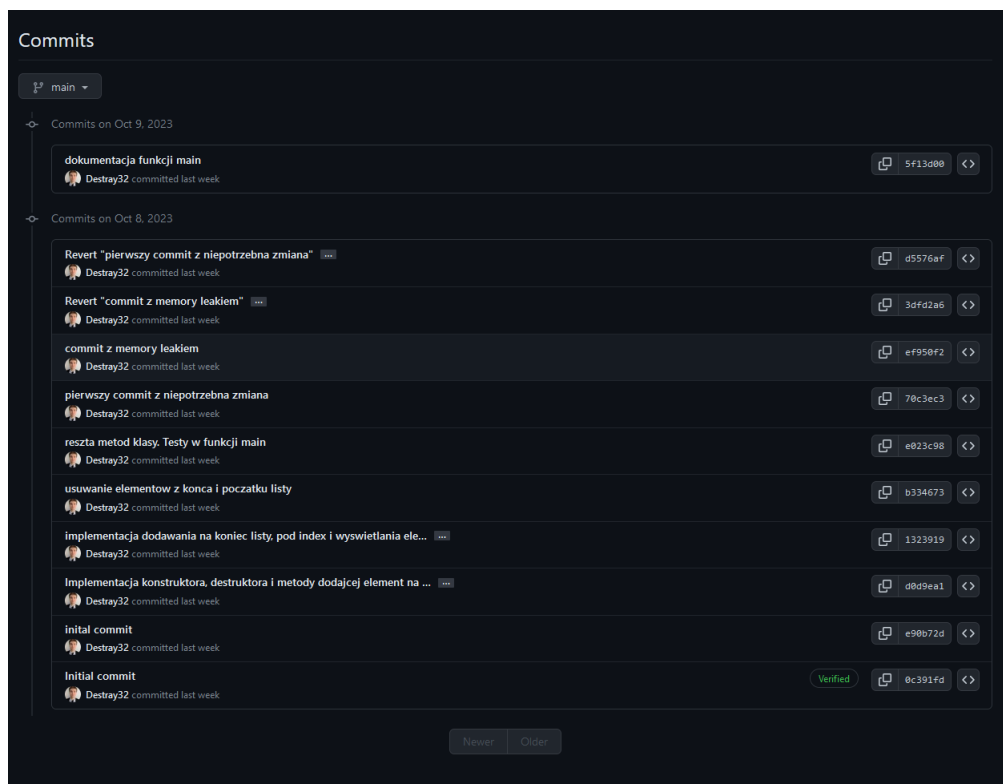 Commits
main
Commits on Oct 9, 2023
dokumentacja funkcji main
5f13d00
Destray32 committed last week
Commits on Oct 8, 2023
Revert "pierwszy commit z niepotrzebna zmiana" ...
d5576af
Destray32 committed last week
Revert "commit z memory leakiem" ...
3dfd2a6
Destray32 committed last week
commit z memory leakiem
ef950f2
Destray32 committed last week
pierwszy commit z niepotrzebna zmiana
70c3ec3
Destray32 committed last week
reszta metod klasy. Testy w funkcji main
e023c98
Destray32 committed last week
usuwanie elementow z konca i poczatku listy
b334673
Destray32 committed last week
implementacja dodawania na koniec listy, pod index i wyswietlania ele... ...
1323919
Destray32 committed last week
Implementacja konstruktora, destruktora i metody dodajcej element na ... ...
d0d9ea1
Destray32 committed last week
inital commit
e90b72d
Destray32 committed last week
Initial commit
Verified 0c391fd
Destray32 committed last week
Newer Older